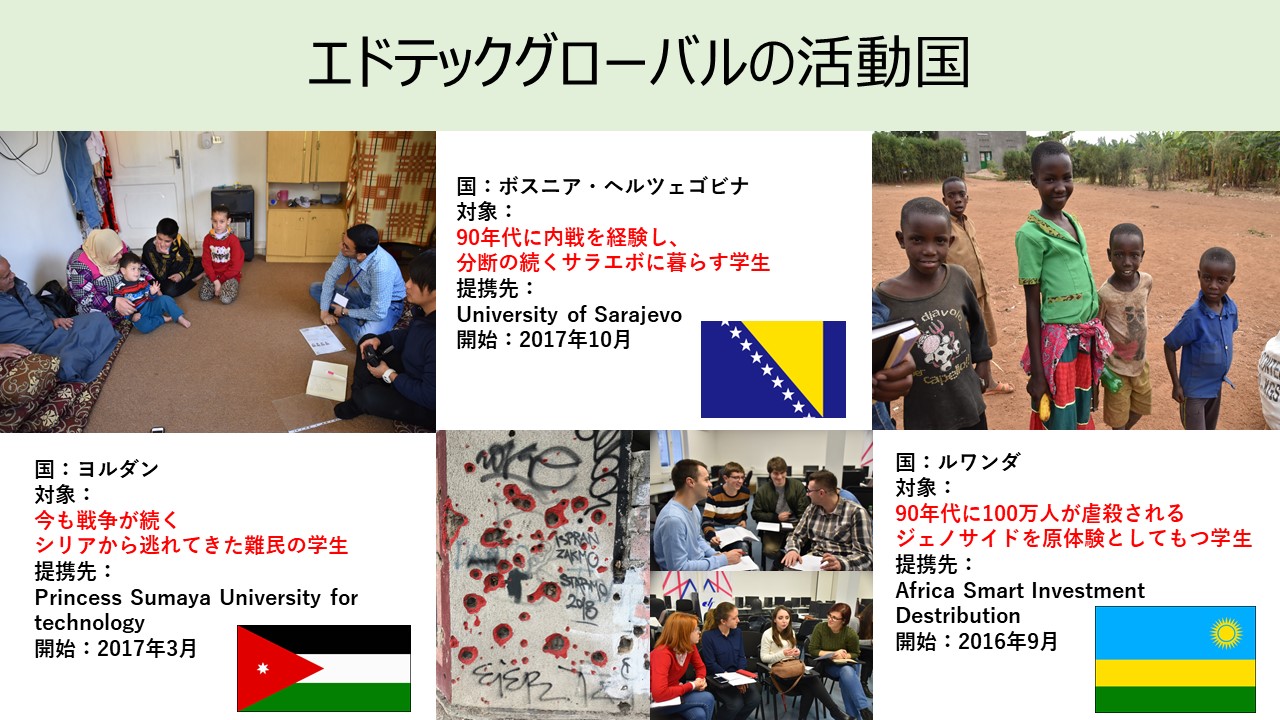 エドテックグローバルの活動国
国：ボスニア・ヘルツェゴビナ
対象：
90年代に内戦を経験し、
分断の続くサラエボに暮らす学生
提携先：
University of Sarajevo
開始：2017年10月
国：ヨルダン
対象：
今も戦争が続く
シリアから逃れてきた難民の学生
提携先：
Princess Sumaya University for
technology
開始：2017年3月
ISPRAN
ZAKMO
STARMO
2018
EJER
djavolo
capall
国：ルワンダ
対象：
90年代に100万人が虐殺される
ジェノサイドを原体験としてもつ学生
提携先：
Africa Smart Investment
Destribution
開始：2016年9月